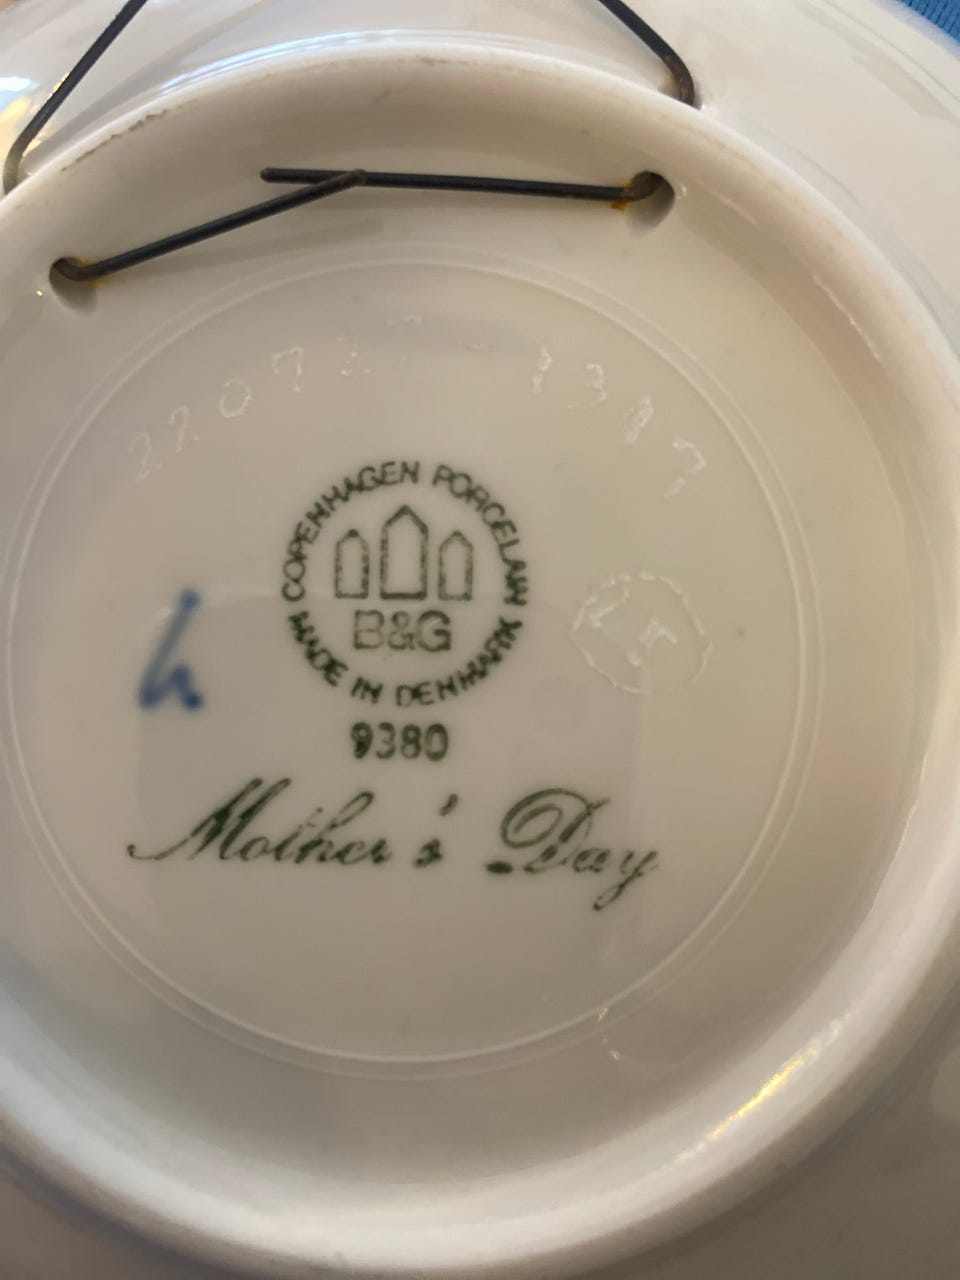 COPENHAGEN PORCELAIN
B&G
MADE IN DENMARK
9380
Mother's Day
h